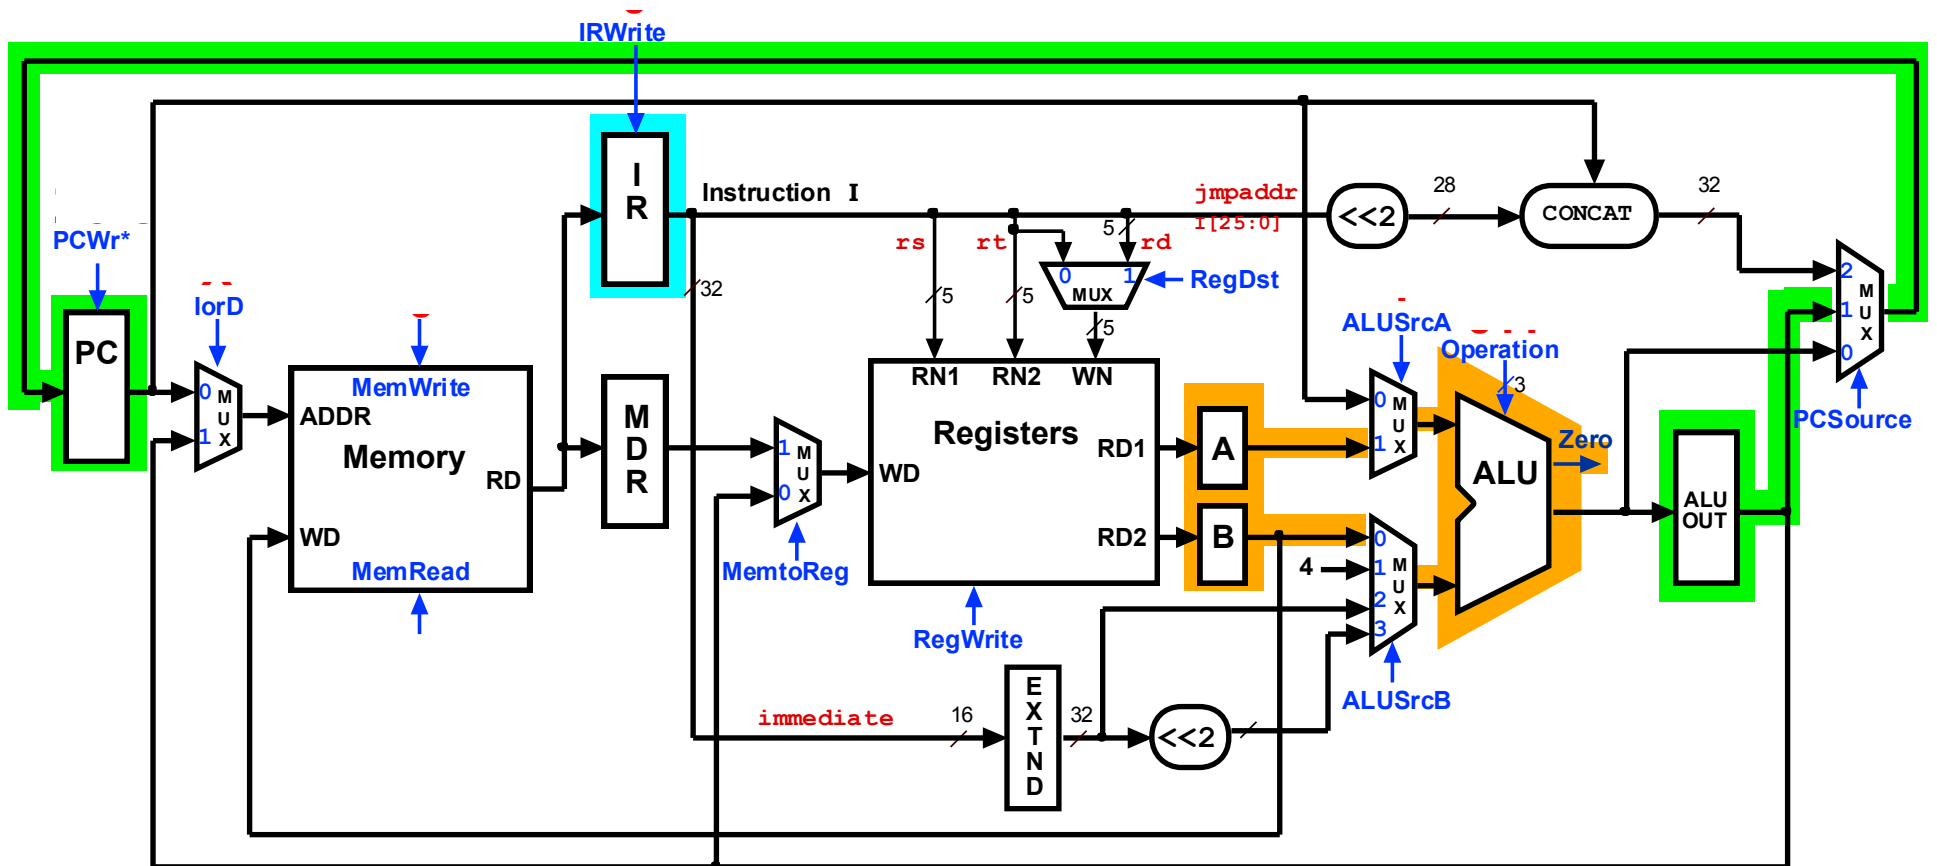 IRWrite
I
R
Instruction I
jmpaddr
I[25:0]
<<2
28
CONCAT
32
PCWr*
rs
rt
5
rd
0
1
MUX
RegDst
2
1
0
M
U
X
PCSource
32
5
5
5
IorD
PC
0
1
M
U
X
MemWrite
ADDR
Memory
RD
WD
MemRead
M
D
R
1
0
M
U
X
MemtoReg
RN1
RN2
WN
Registers
WD
RD1
RD2
RegWrite
A
B
ALUSrcA
0
1
M
U
X
Operation
3
ALU
Zero
ALU
OUT
4
0
1
2
3
M
U
X
ALUSrcB
immediate
16
E
X
T
N
D
32
<<2